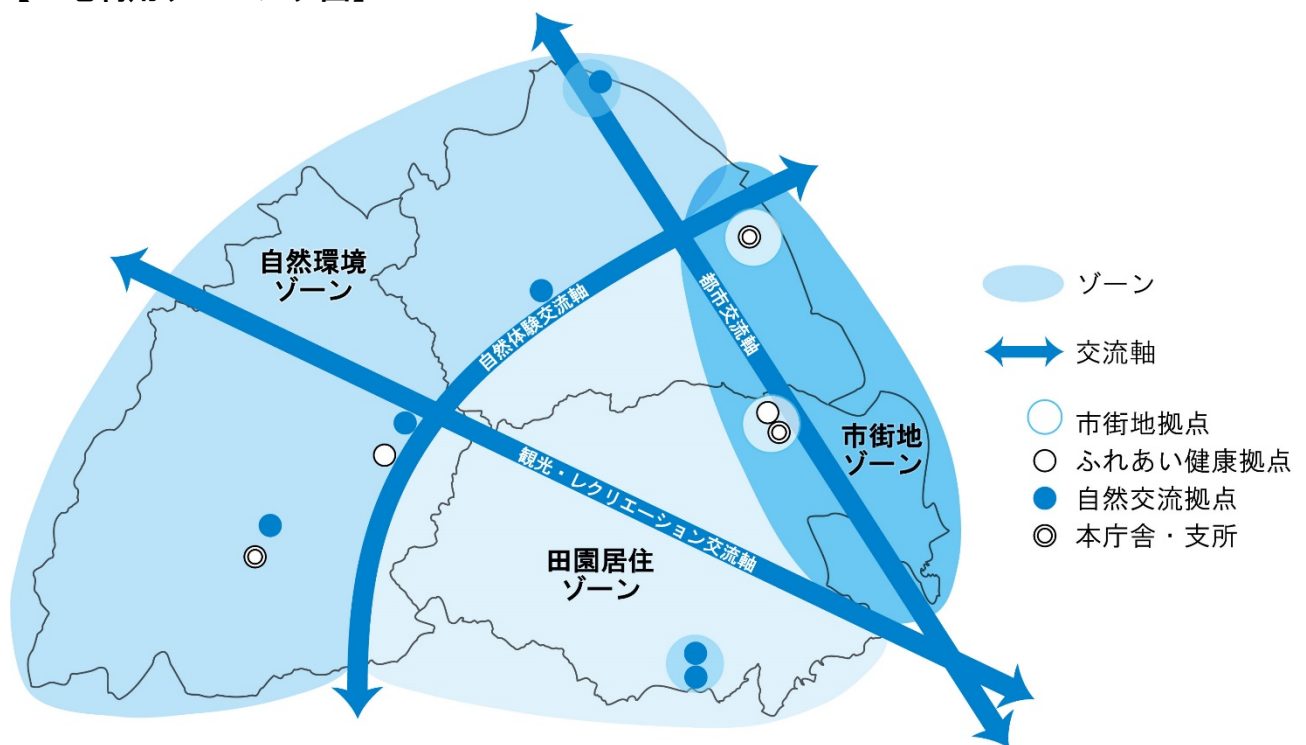 自然環境
ゾーン
自然体験交流軸
都市交流軸
市街地
ゾーン
観光・レクリエーション交流軸
田園居住
ゾーン
ゾーン
交流軸
市街地拠点
ふれあい健康拠点
自然交流拠点
本庁舎・支所